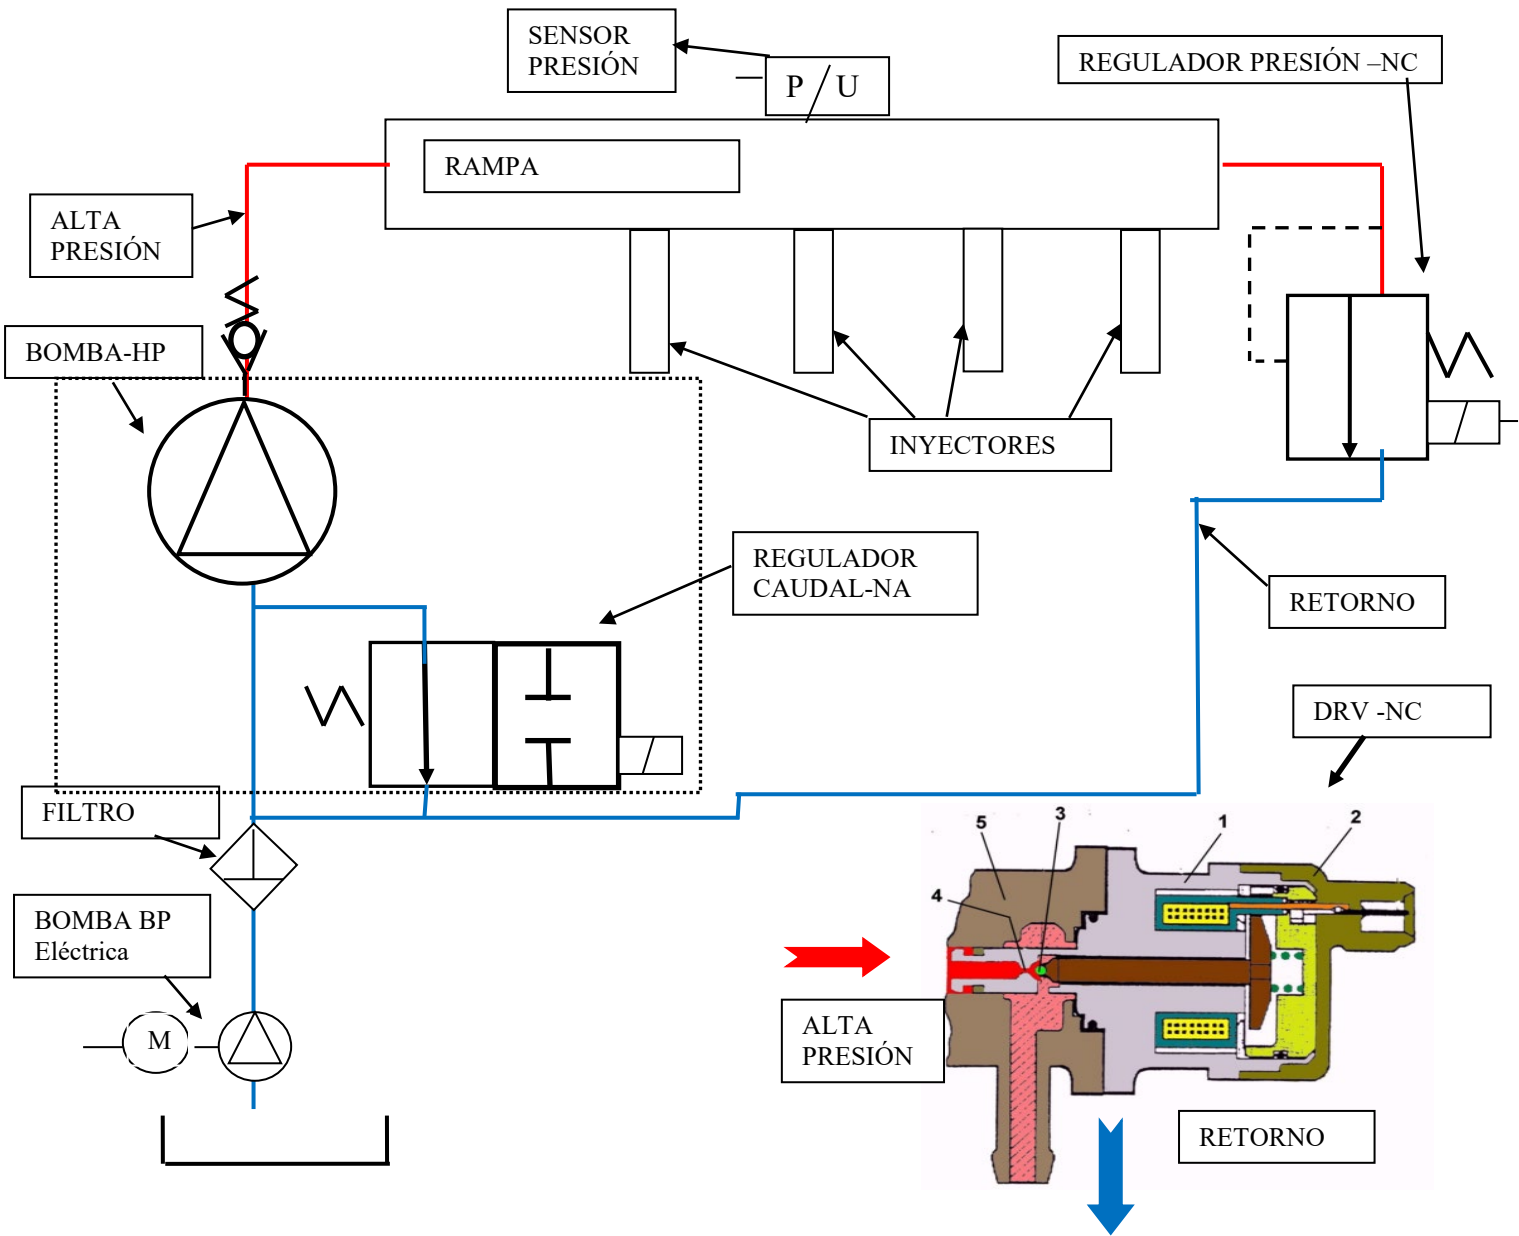 SENSOR
PRESIÓN
P / U
REGULADOR PRESIÓN –NC
RAMPA
ALTA
PRESIÓN
BOMBA-HP
INYECTORES
REGULADOR
CAUDAL-NA
RETORNO
DRV -NC
FILTRO
BOMBA BP
Eléctrica
M
5
3
1
2
4
ALTA
PRESIÓN
RETORNO